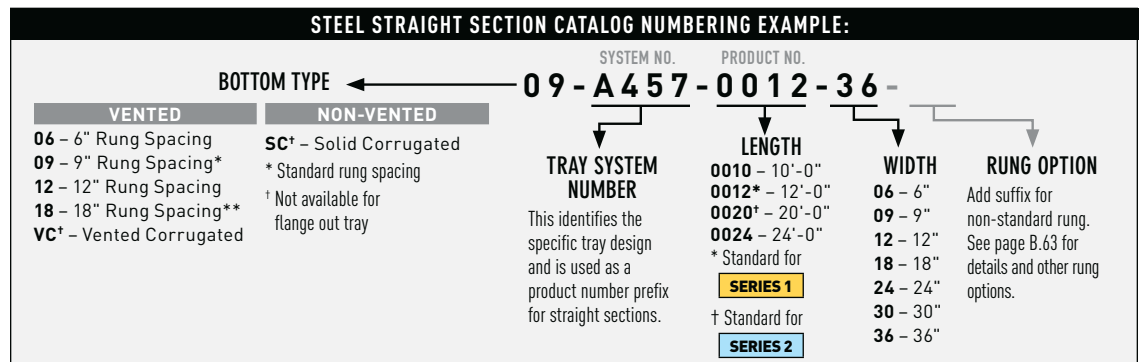 STEEL STRAIGHT SECTION CATALOG NUMBERING EXAMPLE:
SYSTEM NO. PRODUCT NO.
BOTTOM TYPE 09-A457-0012-36-
VENTED
06 – 6" Rung Spacing
09 – 9" Rung Spacing*
12 – 12" Rung Spacing
18 – 18" Rung Spacing**
VC† – Vented Corrugated
NON-VENTED
SC† – Solid Corrugated
* Standard rung spacing
† Not available for
flange out tray
TRAY SYSTEM
NUMBER
This identifies the
specific tray design
and is used as a
product number prefix
for straight sections.
LENGTH
0010 – 10'-0"
0012* – 12'-0"
0020† – 20'-0"
0024 – 24'-0"
* Standard for
SERIES 1
† Standard for
SERIES 2
WIDTH
06 – 6"
09 – 9"
12 – 12"
18 – 18"
24 – 24"
30 – 30"
36 – 36"
RUNG OPTION
Add suffix for
non-standard rung.
See page B.63 for
details and other rung
options.